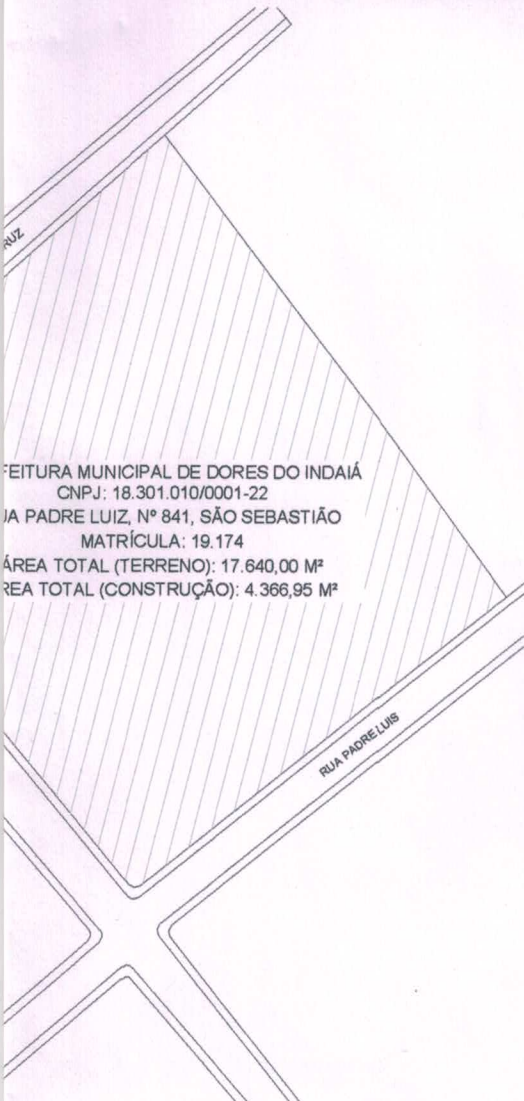 RUZ
FEITURA MUNICIPAL DE DORES DO INDAIÁ
CNPJ: 18.301.010/0001-22
UA PADRE LUIZ, Nº 841, SÃO SEBASTIÃO
MATRÍCULA: 19.174
ÁREA TOTAL (TERRENO): 17.640,00 M²
REA TOTAL (CONSTRUÇÃO): 4.366,95 M²
RUA PADRE LUIS